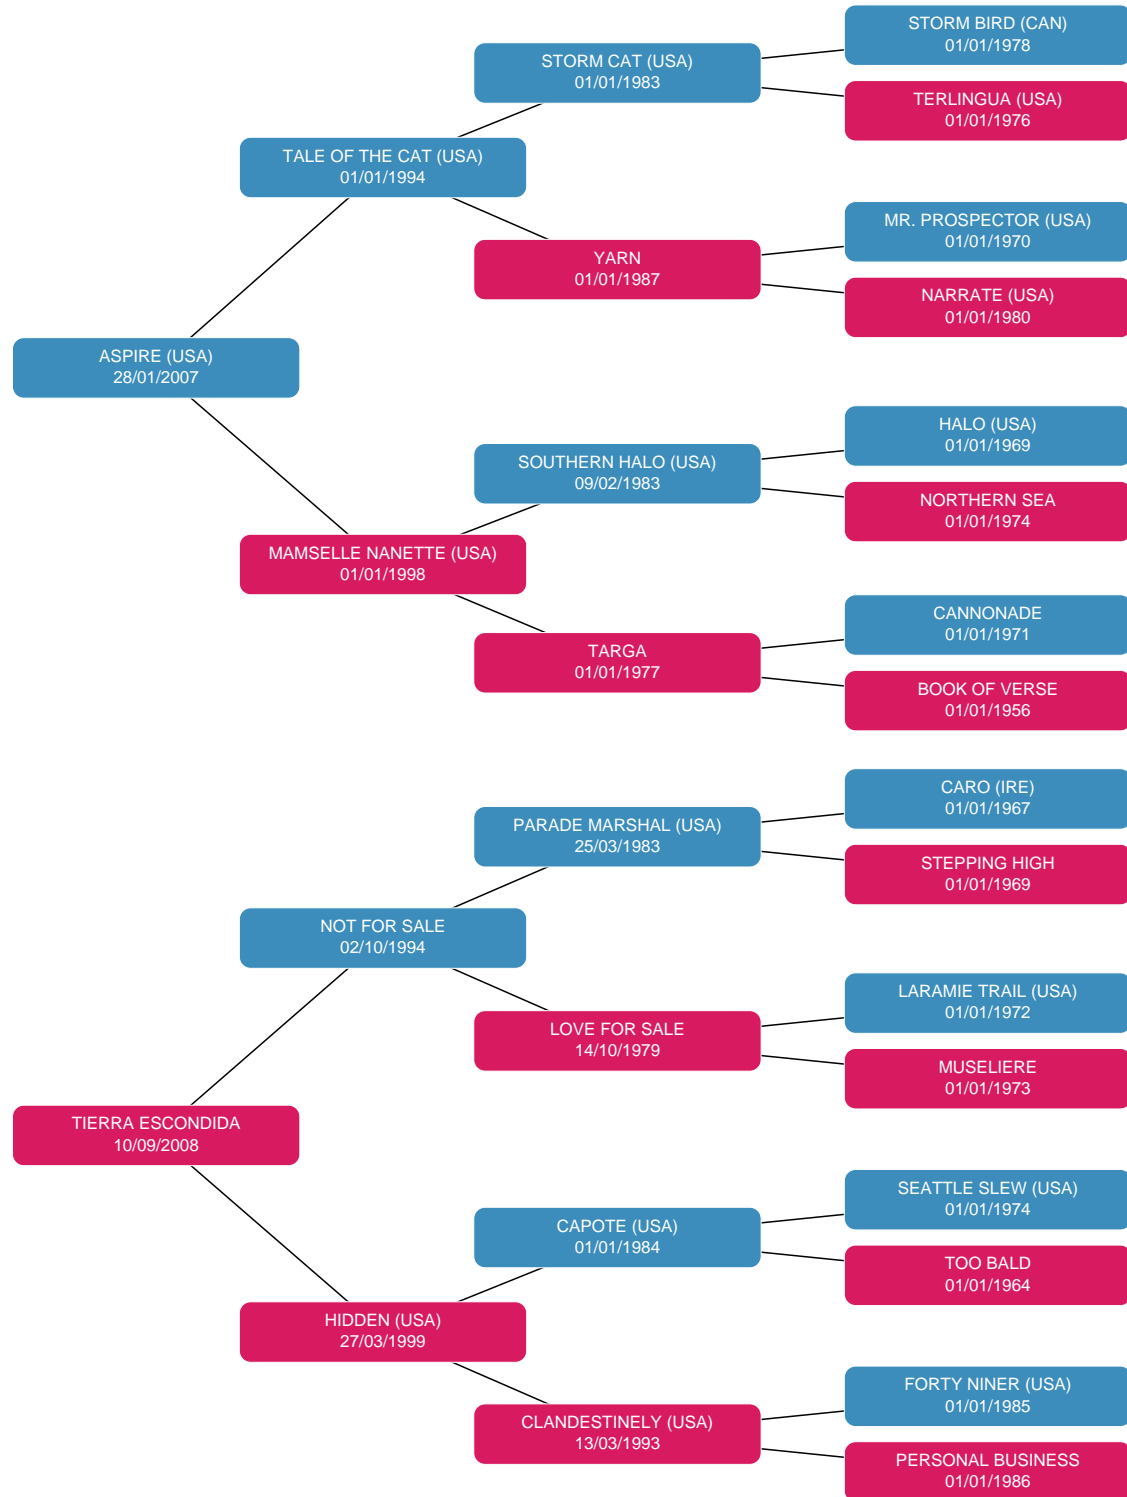 STORM BIRD (CAN)
01/01/1978
STORM CAT (USA)
01/01/1983
TERLINGUA (USA)
01/01/1976
TALE OF THE CAT (USA)
01/01/1994
MR. PROSPECTOR (USA)
01/01/1970
YARN
01/01/1987
NARRATE (USA)
01/01/1980
ASPIRE (USA)
28/01/2007
HALO (USA)
01/01/1969
SOUTHERN HALO (USA)
09/02/1983
NORTHERN SEA
01/01/1974
MAMSELLE NANETTE (USA)
01/01/1998
CANNONADE
01/01/1971
TARGA
01/01/1977
BOOK OF VERSE
01/01/1956
CARO (IRE)
01/01/1967
PARADE MARSHAL (USA)
25/03/1983
STEPPING HIGH
01/01/1969
NOT FOR SALE
02/10/1994
LARAMIE TRAIL (USA)
01/01/1972
LOVE FOR SALE
14/10/1979
MUSELIERE
01/01/1973
TIERRA ESCONDIDA
10/09/2008
SEATTLE SLEW (USA)
01/01/1974
CAPOTE (USA)
01/01/1984
TOO BALD
01/01/1964
HIDDEN (USA)
27/03/1999
FORTY NINER (USA)
01/01/1985
CLANDESTINELY (USA)
13/03/1993
PERSONAL BUSINESS
01/01/1986